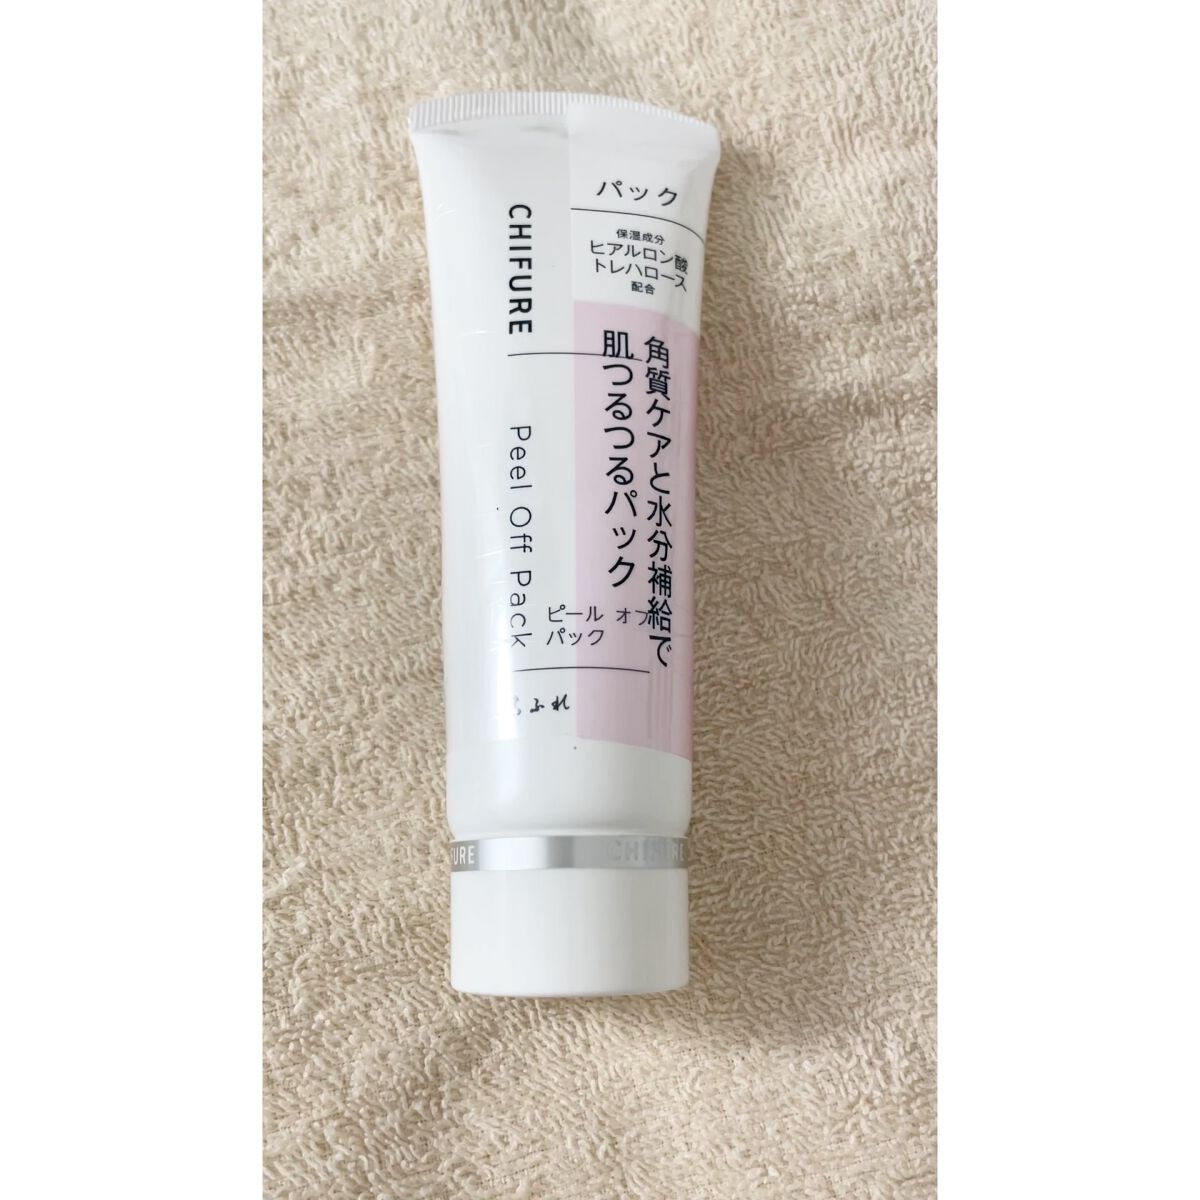 パック
保湿成分
ヒアルロン酸
トレハロース
配合
角質ケアと水分補給で
肌つるつるパック
CHIFURE
Peel Off Pack
ピール オフ
パック
ちふれ
CHIFURE